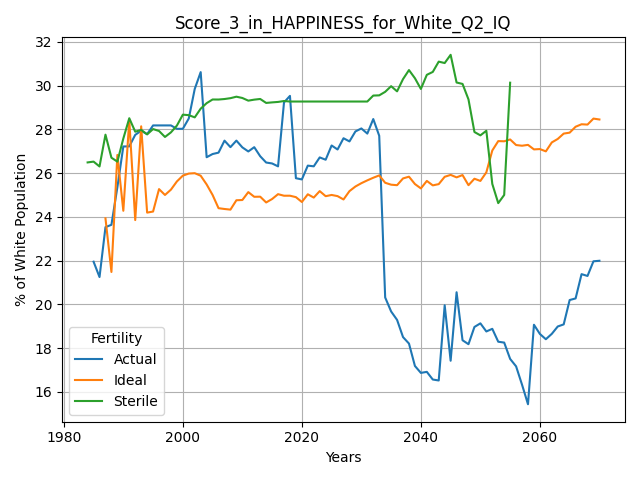 Score_3_in_HAPPINESS_for_White_Q2_IQ
% of White Population
32
30
28
26
24
22
20
18
16
Fertility
Actual
Ideal
Sterile
1980
2000
2020
2040
2060
Years